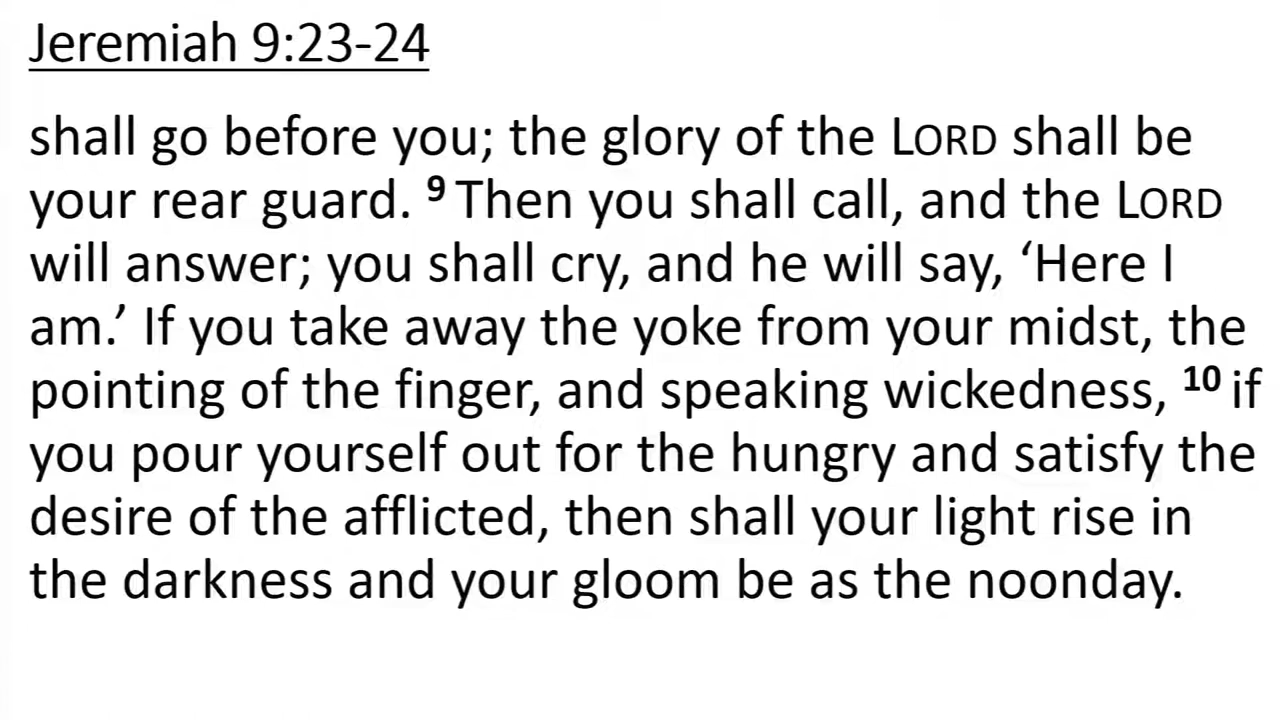 Jeremiah 9:23-24
shall go before you; the glory of the LORD shall be
your rear guard. 9 Then you shall call, and the LORD
will answer; you shall cry, and he will say, ‘Here I
am.’ If you take away the yoke from your midst, the
pointing of the finger, and speaking wickedness, 10 if
you pour yourself out for the hungry and satisfy the
desire of the afflicted, then shall your light rise in
the darkness and your gloom be as the noonday.